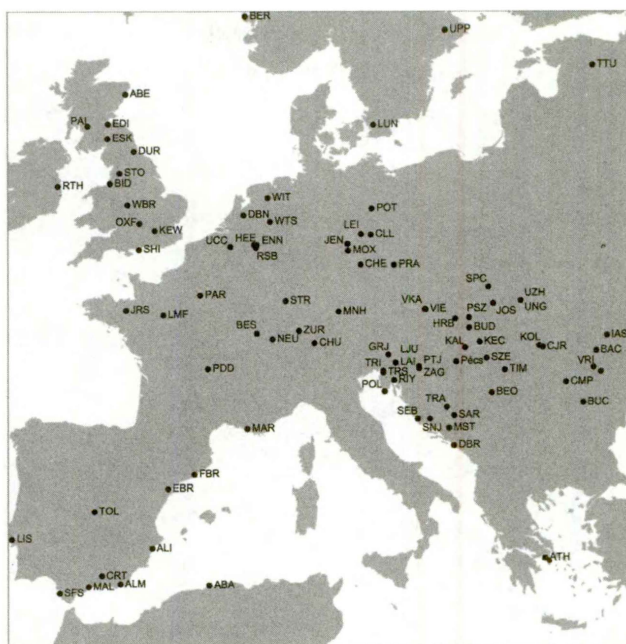 BER
UPP
TTU
ABE
PAI
EDI
ESK
LUN
DUR
STO
BID
RTH
WBR
WIT
DBN
WTS
POT
OXF
KEW
LEI
CLL
UCC
HEE
ENN
RSB
JEN
MOX
SHI
CHE
PRA
SPC
PAR
STR
UZH
UNG
JOS
JRS
LMF
MNH
VKA
VIE
PSZ
HRB
BUD
BES
ZUR
NEU
CHU
KAL
KEC
KOL
CJR
IAS
BAC
GRJ
LJU
PTJ
LAI
ZAG
Pécs
SZE
TIM
VRI
PDD
TRI
TRS
RIY
POL
BEO
CMP
BUC
TRA
SEB
SNJ
SAR
MST
DBR
MAR
FBR
EBR
TOL
LIS
ALI
CRT
MAL
ALM
SFS
ABA
ATH